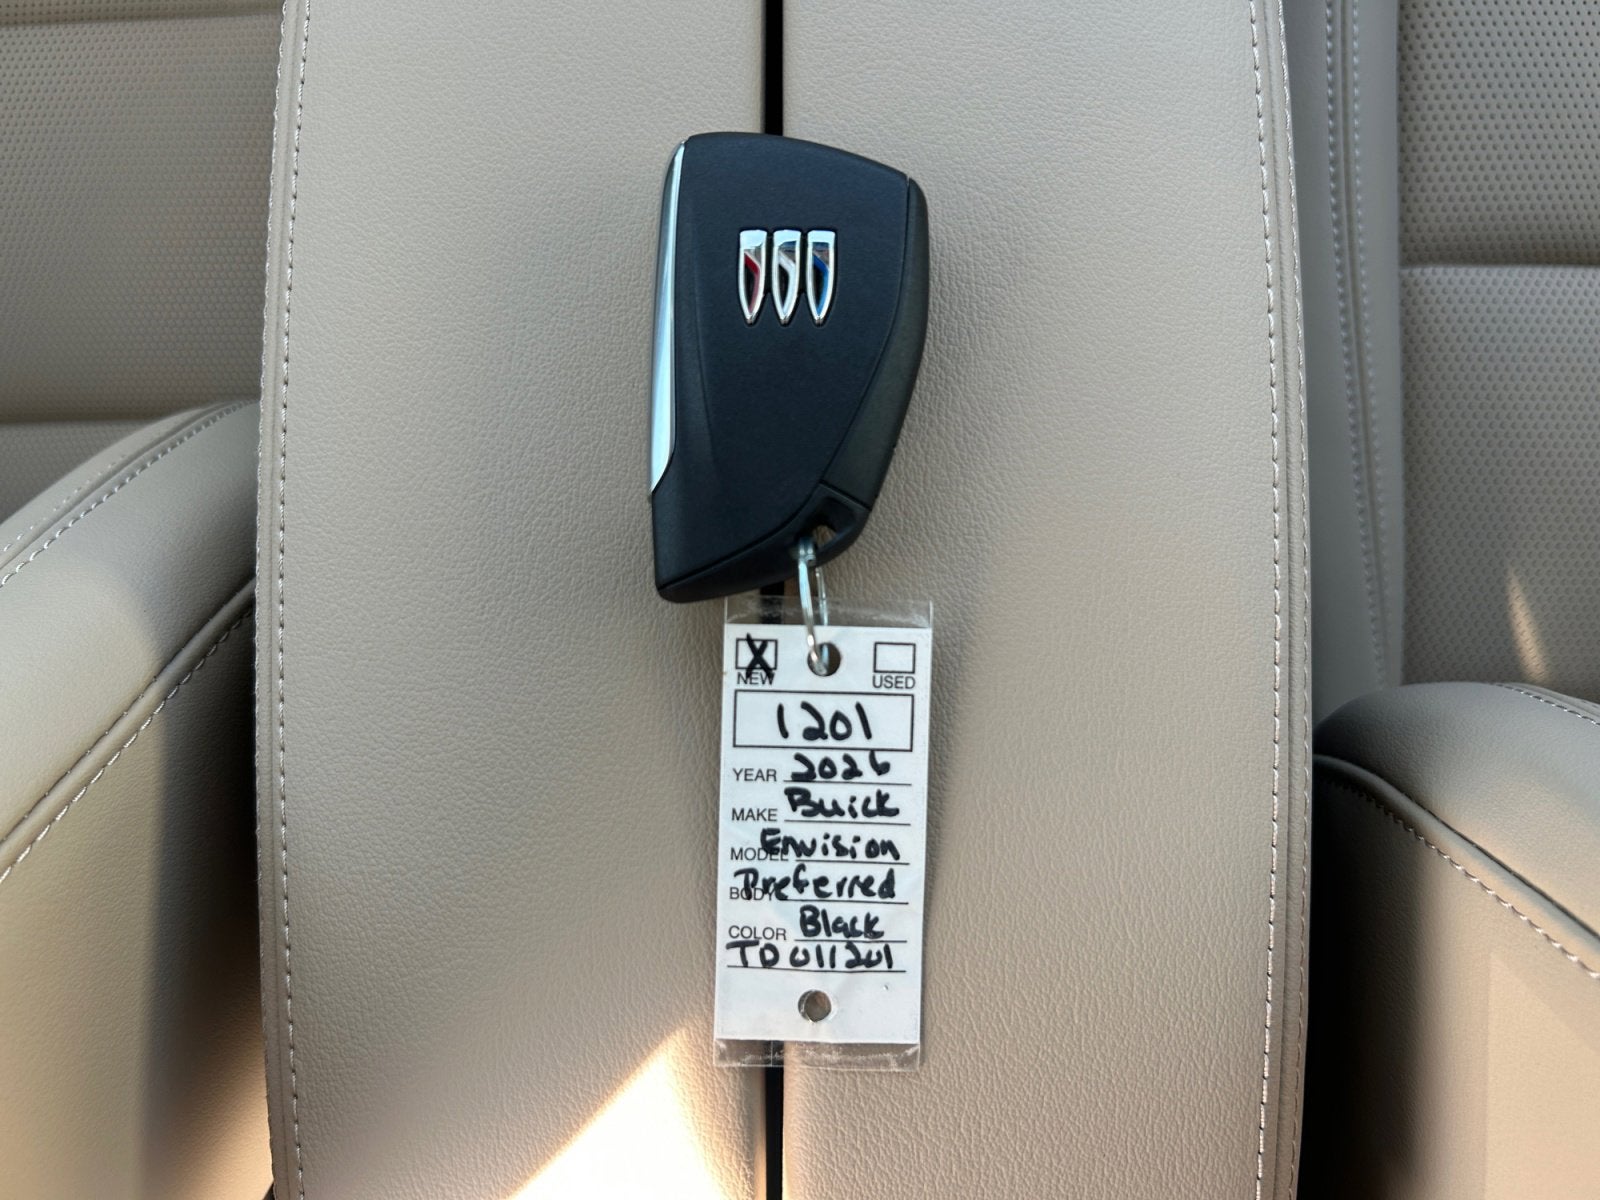 X
NEW USED
1201
YEAR 2026
MAKE Buick
MODEL Envision
BODY Preferred
COLOR Black
TD011201